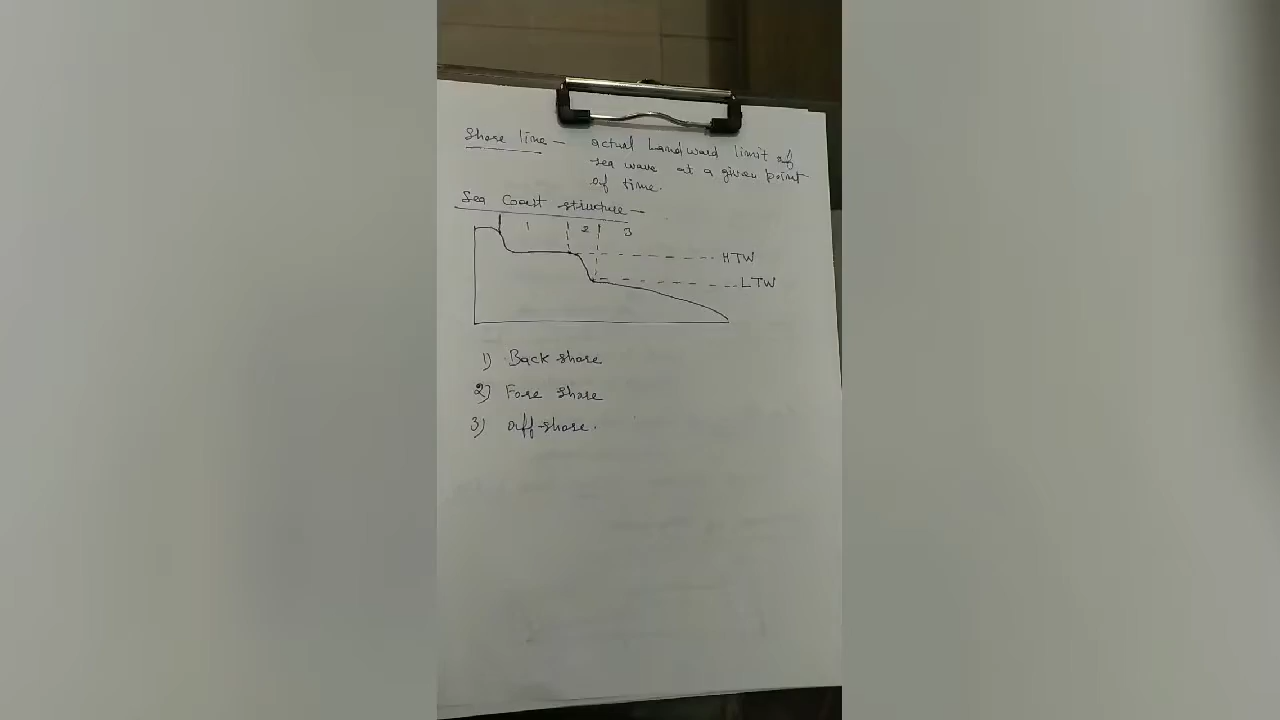 Shore line - actual Landward limit of
sea wave at a given point
of time.
Sea Coast structure -
1 2 3
HTW
LTW
1) Back shore
2) Fore shore
3) off-shore.